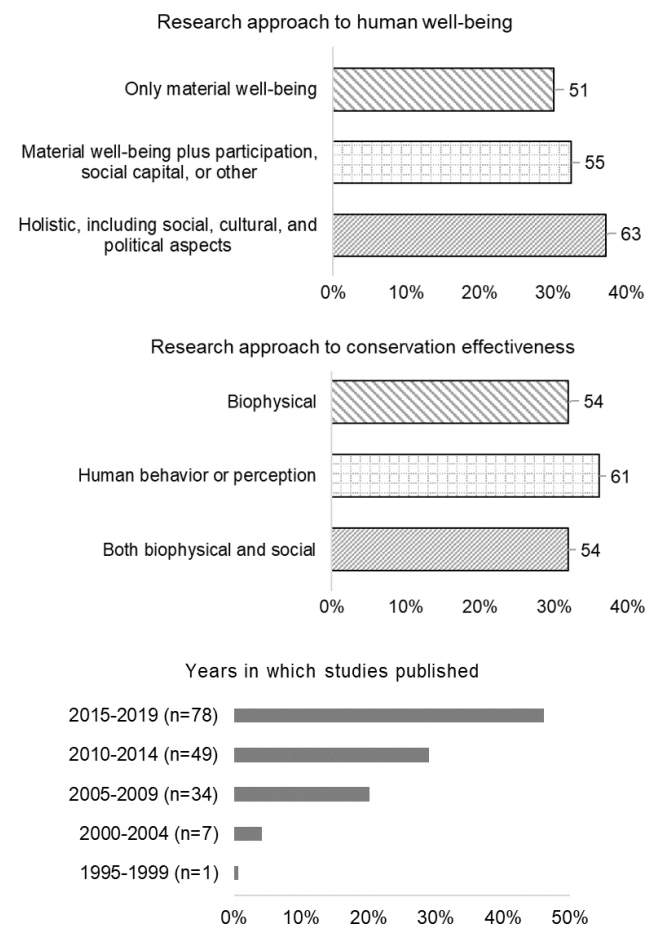 Research approach to human well-being
Only material well-being
51
Material well-being plus participation,
social capital, or other
55
Holistic, including social, cultural, and
political aspects
63
0% 10% 20% 30% 40%
Research approach to conservation effectiveness
Biophysical
54
Human behavior or perception
61
Both biophysical and social
54
0% 10% 20% 30% 40%
Years in which studies published
2015-2019 (n=78)
2010-2014 (n=49)
2005-2009 (n=34)
2000-2004 (n=7)
1995-1999 (n=1)
0% 10% 20% 30% 40% 50%